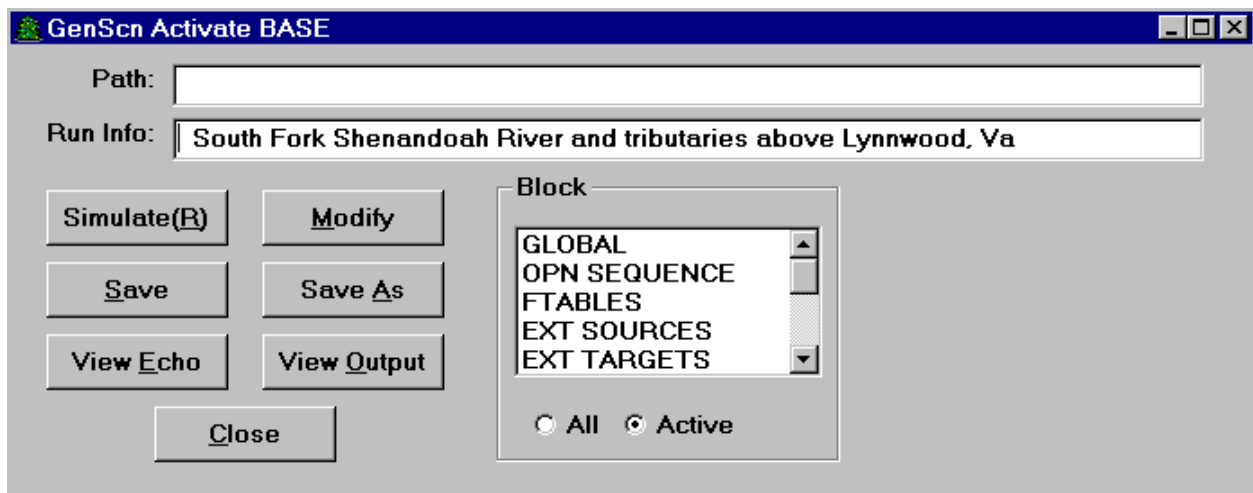 GenScn Activate BASE
Path:
Run Info: South Fork Shenandoah River and tributaries above Lynnwood, Va
Block
Simulate(R) Modify
GLOBAL
OPN SEQUENCE
FTABLES
EXT SOURCES
EXT TARGETS
Save Save As
View Echo View Output
Close
All Active